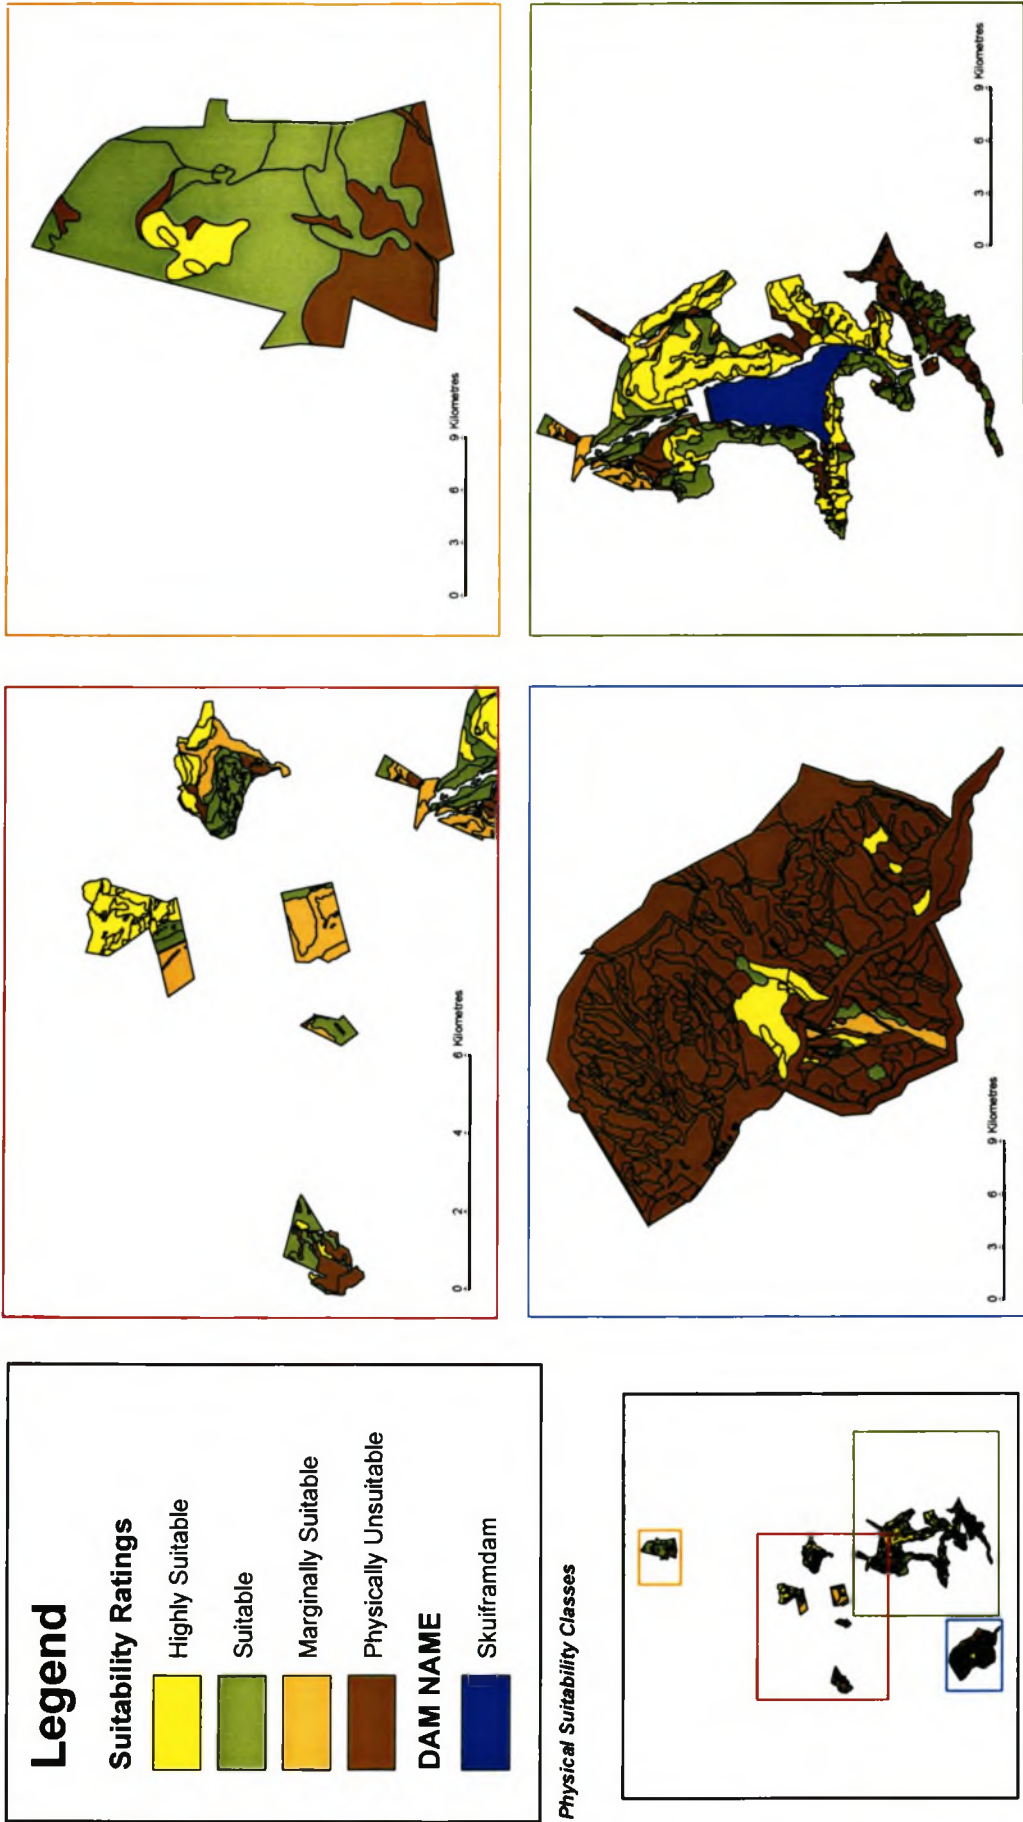 Legend
Suitability Ratings
Highly Suitable
Suitable
Marginally Suitable
Physically Unsuitable
DAM NAME
Skuiframdam
Physical Suitability Classes
0 2 4 6 Kilometres
0 3 6 9 Kilometres
0 3 6 9 Kilometres
0 3 6 9 Kilometres